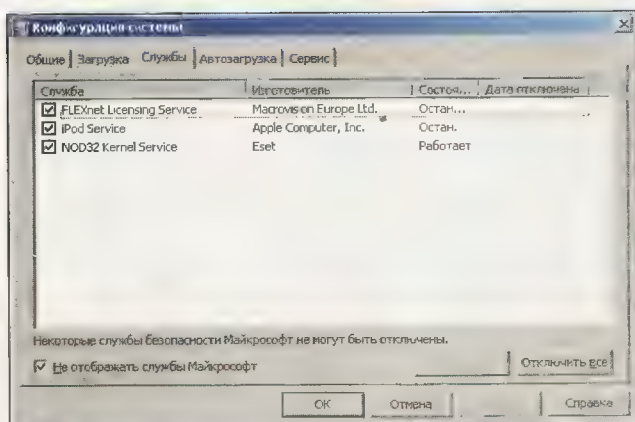 Конфигурация системы
Общие Загрузка Службы Автозагрузка Сервис
Служба Изготовитель Состоя... Дата отключена
FLEXnet Licensing Service Macrovision Europe Ltd. Остан...
iPod Service Apple Computer, Inc. Остан.
NOD32 Kernel Service Eset Работает
Некоторые службы безопасности Майкрософт не могут быть отключены.
Не отображать службы Майкрософт Отключить все
ОК Отмена Справка